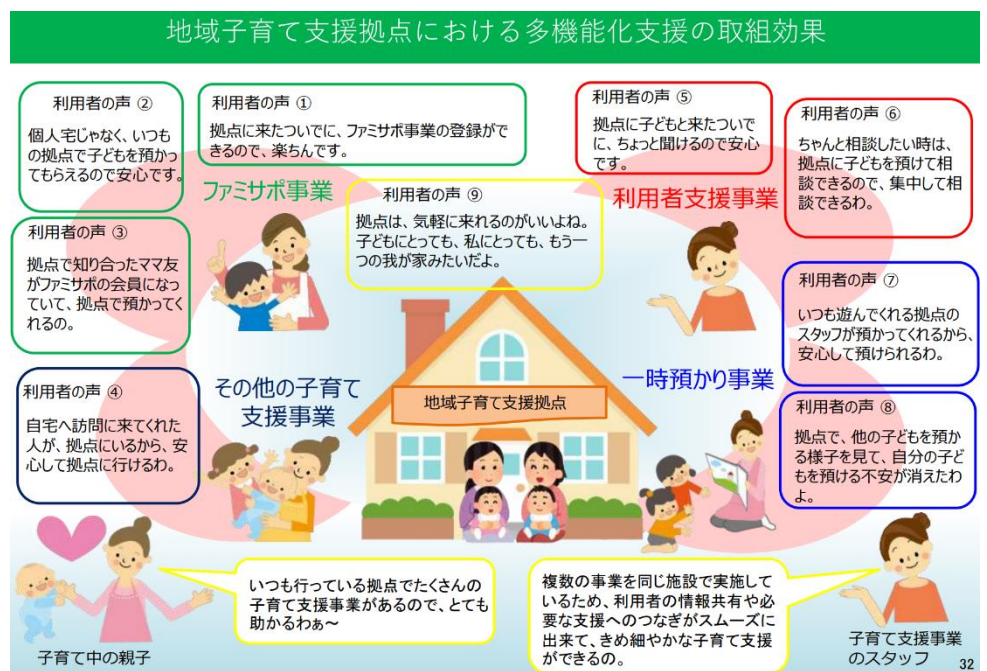 地域子育て支援拠点における多機能化支援の取組効果
利用者の声 ②
個人宅じゃなく、いつも
の拠点で子どもを預かっ
てもらえるので安心です。
利用者の声 ①
拠点に来たついでに、ファミサポ事業の登録がで
きるので、楽ちんです。
利用者の声 ⑤
拠点に子どもと来たついで
に、ちょっと聞けるので安心
です。
利用者の声 ⑥
ちゃんと相談したい時は、
拠点に子どもを預けて相
談できるので、集中して相
談できるわ。
ファミサポ事業
利用者の声 ⑨
拠点は、気軽に来れるのがいいよね。
子どもにとっても、私にとっても、もう一
つの我が家みたいだよ。
利用者支援事業
利用者の声 ③
拠点で知り合ったママ友
がファミサポの会員になっ
ていて、拠点で預かってく
れるの。
利用者の声 ⑦
いつも遊んでくれる拠点の
スタッフが預かってくれるから、
安心して預けられるわ。
利用者の声 ④
自宅へ訪問に来てくれた
人が、拠点にいるから、安
心して拠点に行けるわ。
その他の子育て
支援事業
地域子育て支援拠点
一時預かり事業
利用者の声 ⑧
拠点で、他の子どもを預か
る様子を見て、自分の子ど
もを預ける不安が消えたわ
よ。
いつも行っている拠点でたくさんの
子育て支援事業があるので、とても
助かるわぁ～
複数の事業を同じ施設で実施して
いるため、利用者の情報共有や必
要な支援へのつなぎがスムーズに
出来て、きめ細やかな子育て支援
ができるの。
子育て中の親子
子育て支援事業
のスタッフ
32